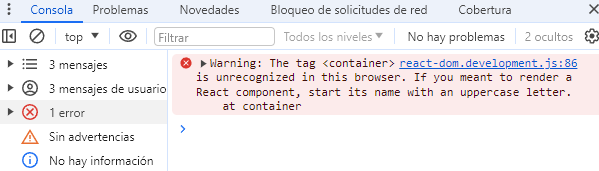 Consola Problemas Novedades Bloqueo de solicitudes de red Cobertura
top Filtrar Todos los niveles No hay problemas 2 ocultos
3 mensajes
3 mensajes de usuario
1 error
Sin advertencias
No hay información
Warning: The tag <container> react-dom.development.js:86
is unrecognized in this browser. If you meant to render a
React component, start its name with an uppercase letter.
at container